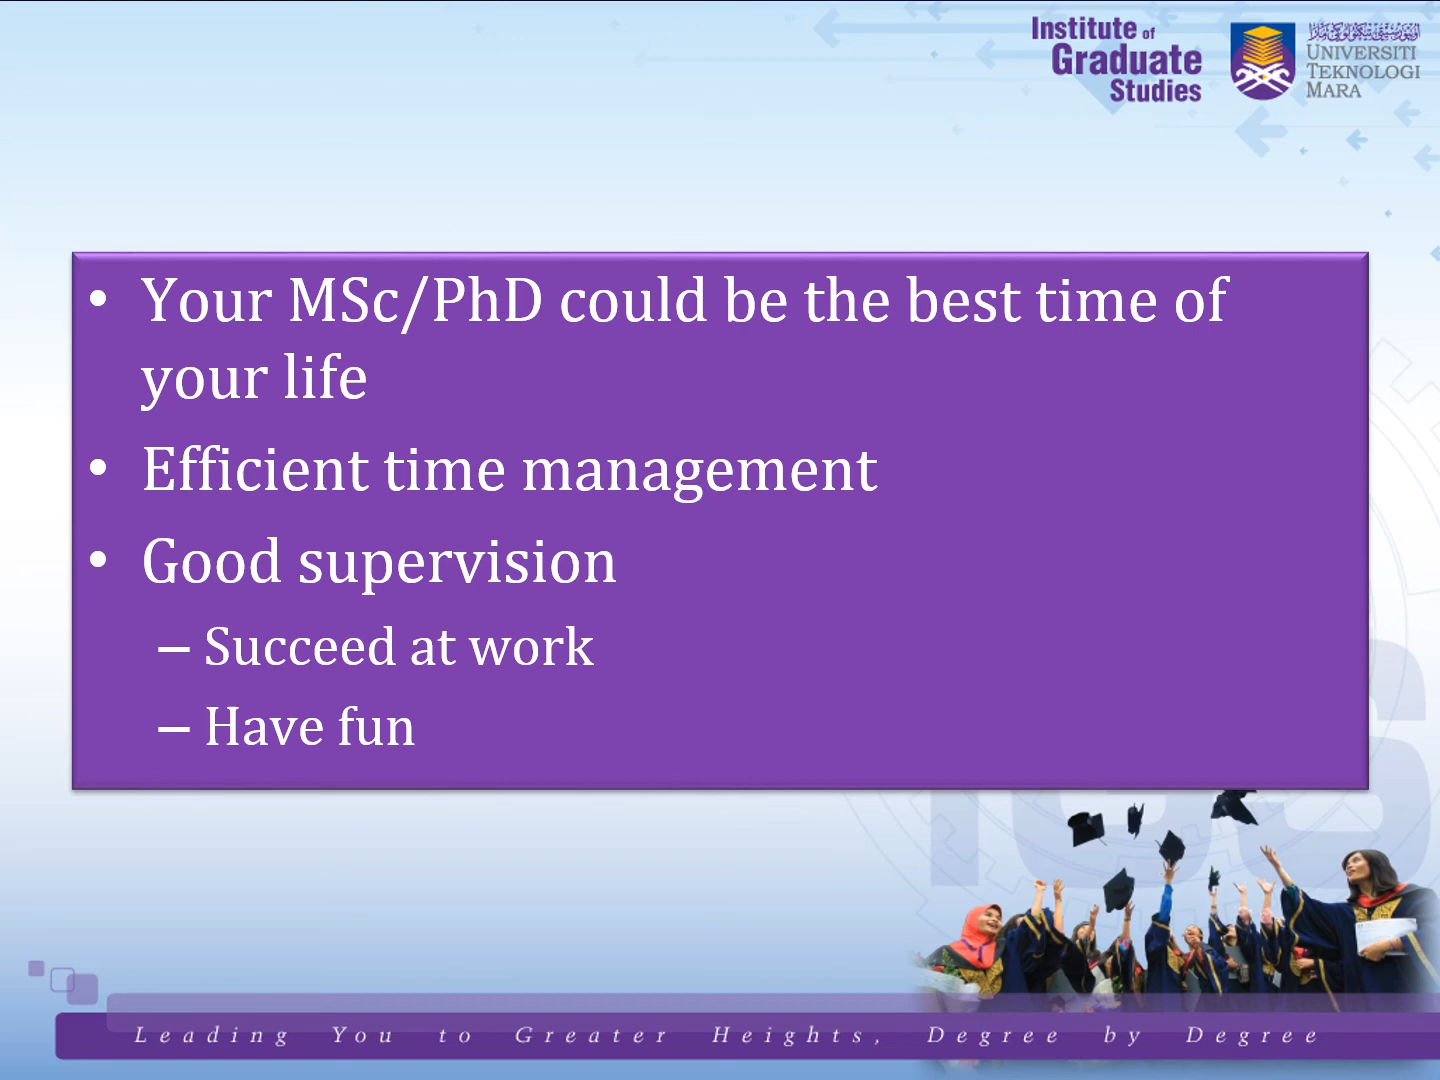 Institute of
Graduate
Studies
UNIVERSITI
TEKNOLOGI
MARA
• Your MSc/PhD could be the best time of
your life
• Efficient time management
• Good supervision
– Succeed at work
– Have fun
Leading You to Greater Heights, Degree by Degree